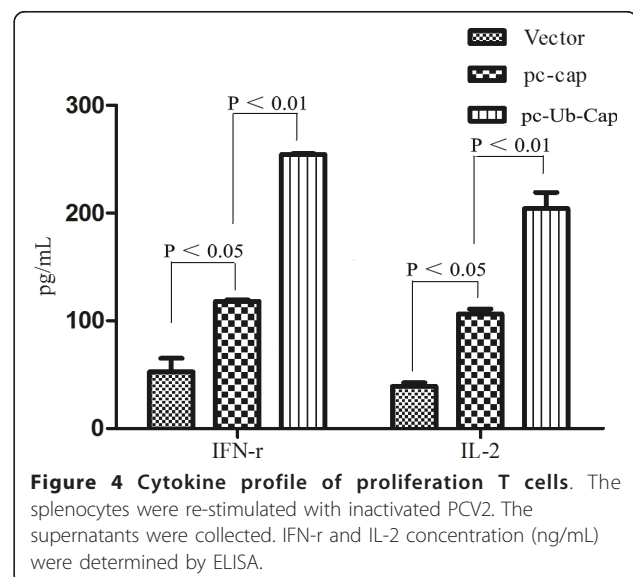 Vector
pc-cap
pc-Ub-Cap
300
200
100
0
pg/mL
P < 0.01
P < 0.05
P < 0.01
P < 0.05
IFN-r
IL-2
Figure 4 Cytokine profile of proliferation T cells. The
splenocytes were re-stimulated with inactivated PCV2. The
supernatants were collected. IFN-r and IL-2 concentration (ng/mL)
were determined by ELISA.